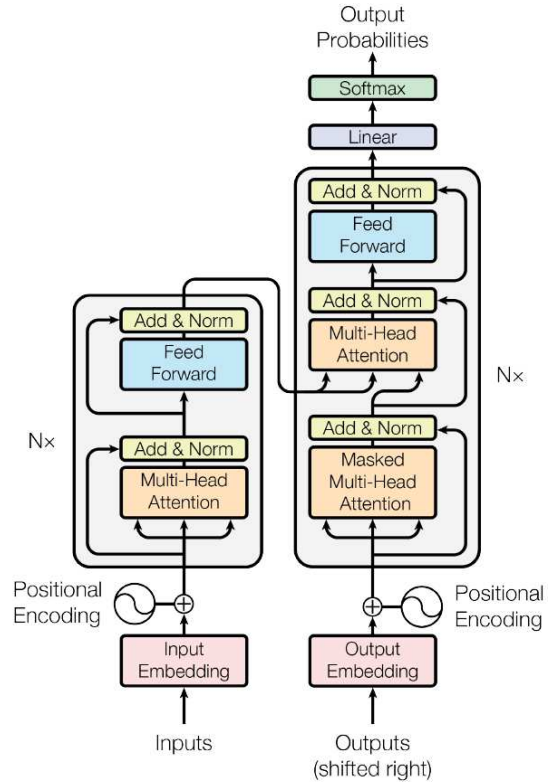 Output
Probabilities
Softmax
Linear
Add & Norm
Feed
Forward
Add & Norm
Multi-Head
Attention
Add & Norm
Masked
Multi-Head
Attention
Nx
Add & Norm
Feed
Forward
Add & Norm
Multi-Head
Attention
Nx
Positional
Encoding
Positional
Encoding
Input
Embedding
Output
Embedding
Inputs
Outputs
(shifted right)